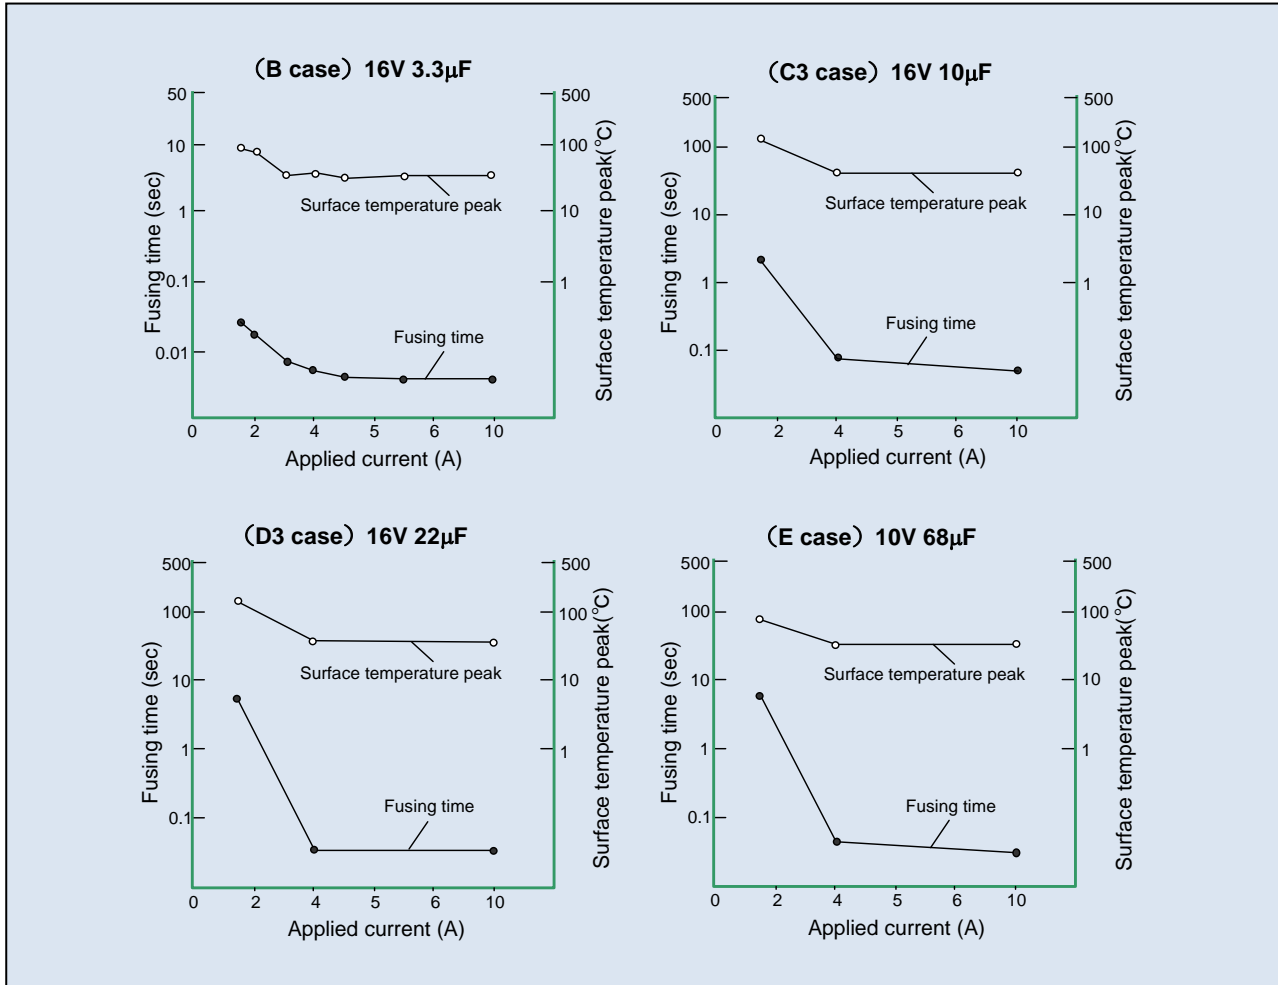 (B case) 16V 3.3μF
50
10
1
0.1
0.01
Fusing time (sec)
500
100
10
1
Surface temperature peak(°C)
Surface temperature peak
Fusing time
0 2 4 5 6 10
Applied current (A)
(C3 case) 16V 10μF
500
100
10
1
0.1
Fusing time (sec)
500
100
10
1
Surface temperature peak(°C)
Surface temperature peak
Fusing time
0 2 4 5 6 10
Applied current (A)
(D3 case) 16V 22μF
500
100
10
1
0.1
Fusing time (sec)
500
100
10
1
Surface temperature peak(°C)
Surface temperature peak
Fusing time
0 2 4 5 6 10
Applied current (A)
(E case) 10V 68μF
500
100
10
1
0.1
Fusing time (sec)
500
100
10
1
Surface temperature peak(°C)
Surface temperature peak
Fusing time
0 2 4 5 6 10
Applied current (A)